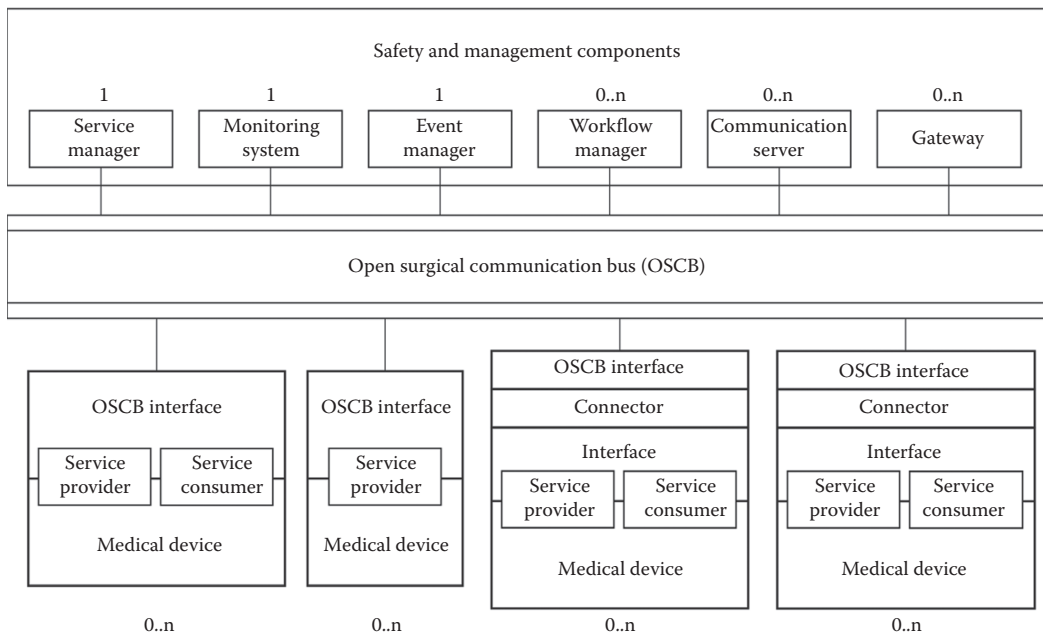 Safety and management components
1 1 1 0..n 0..n 0..n
Service Monitoring Event Workflow Communication Gateway
manager system manager manager server
Open surgical communication bus (OSCB)
OSCB interface
Service Service
provider consumer
Medical device
0..n
OSCB interface
Service
provider
Medical device
0..n
OSCB interface
Connector
Interface
Service Service
provider consumer
Medical device
0..n
OSCB interface
Connector
Interface
Service Service
provider consumer
Medical device
0..n